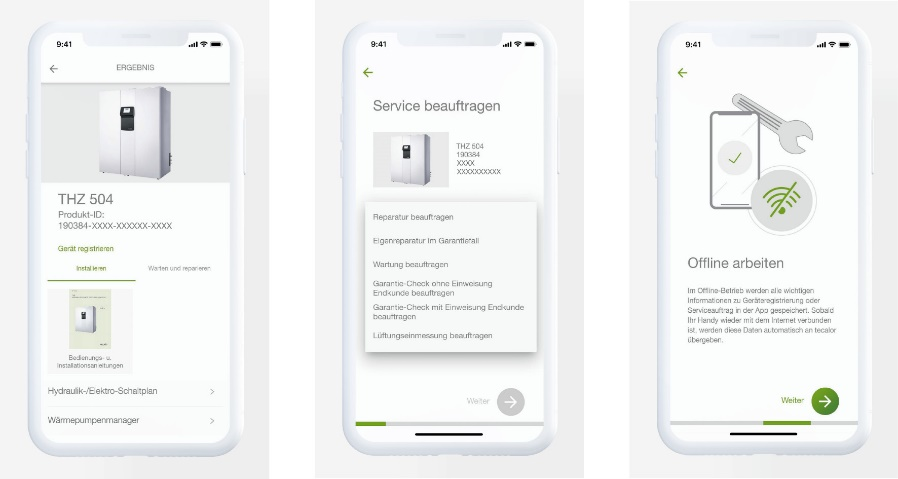 9:41
ERGEBNIS
THZ 504
Produkt-ID:
190384-XXXX-XXXXXX-XXXX
Gerät registrieren
Installieren
Warten und reparieren
Bedienungs- u.
Installationsanleitungen
Hydraulik-/Elektro-Schaltplan
Wärmepumpenmanager
9:41
Service beauftragen
THZ 504
190384
XXXX
XXXXXXXXXX
Reparatur beauftragen
Eigenreparatur im Garantiefall
Wartung beauftragen
Garantie-Check ohne Einweisung
Endkunde beauftragen
Garantie-Check mit Einweisung Endkunde
beauftragen
Lüftungseinmessung beauftragen
Weiter
9:41
Offline arbeiten
Im Offline-Betrieb werden alle wichtigen
Informationen zu Geräteregistrierung oder
Serviceauftrag in der App gespeichert. Sobald
Ihr Handy wieder mit dem Internet verbunden
ist, werden diese Daten automatisch an tecalor
übergeben.
Weiter